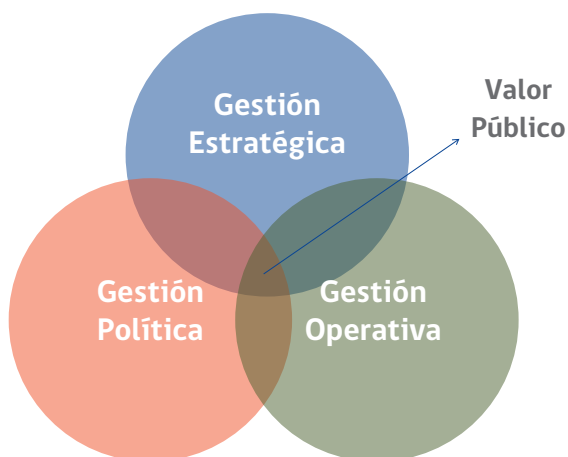 Gestión
Estratégica
Valor
Público
Gestión
Política
Gestión
Operativa